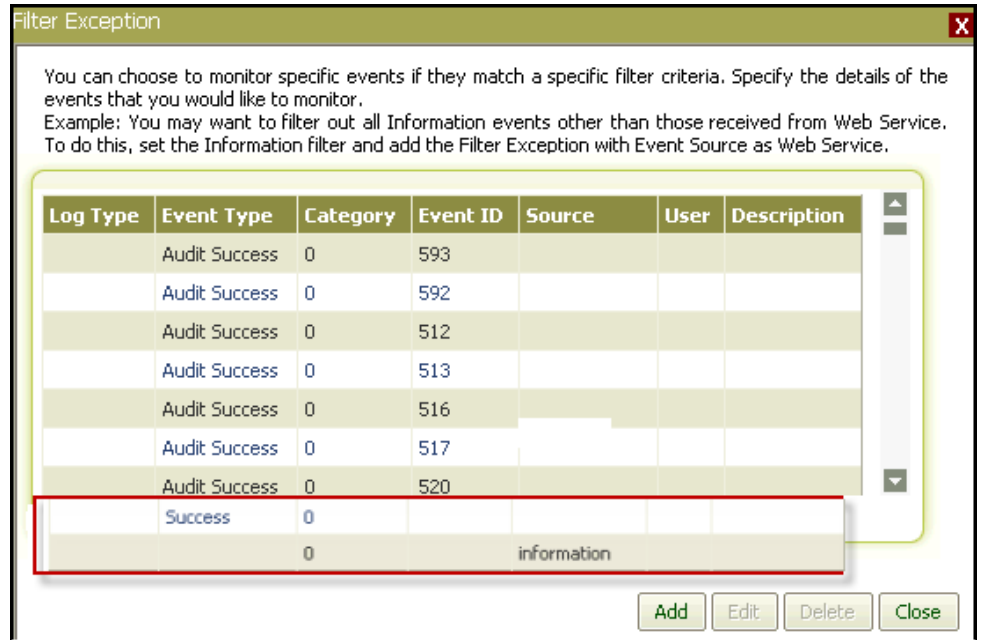 Filter Exception
X
You can choose to monitor specific events if they match a specific filter criteria. Specify the details of the
events that you would like to monitor.
Example: You may want to filter out all Information events other than those received from Web Service.
To do this, set the Information filter and add the Filter Exception with Event Source as Web Service.
Log Type Event Type Category Event ID Source User Description
Audit Success 0 593
Audit Success 0 592
Audit Success 0 512
Audit Success 0 513
Audit Success 0 516
Audit Success 0 517
Audit Success 0 520
Success 0
0 information
Add Edit Delete Close